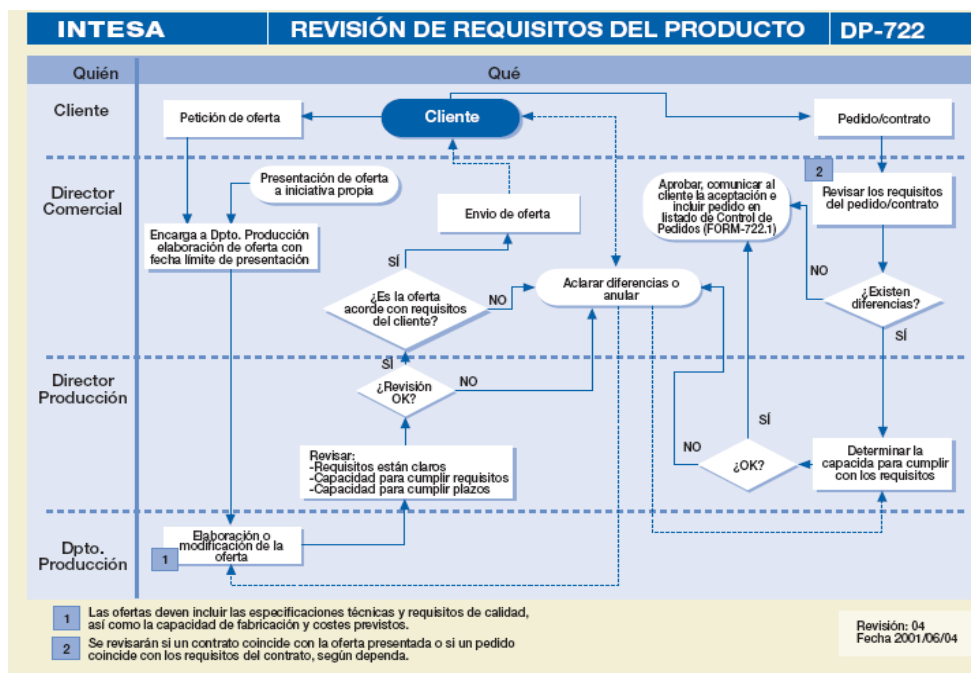 INTESA
REVISIÓN DE REQUISITOS DEL PRODUCTO
DP-722
Quién
Qué
Cliente
Petición de oferta
Cliente
Pedido/contrato
Director
Comercial
Presentación de oferta
a iniciativa propia
Envio de oferta
Aprobar, comunicar al
cliente la aceptación e
incluir pedido en
listado de Control de
Pedidos (FORM-722.1)
2
Revisar los requisitos
del pedido/contrato
Encarga a Dpto. Producción
elaboración de oferta con
fecha límite de presentación
SÍ
¿Es la oferta
acorde con requisitos
del cliente?
NO
Aclarar diferencias o
anular
NO
¿Existen
diferencias?
SÍ
Director
Producción
SÍ
¿Revisión
OK?
NO
Revisar:
-Requisitos están claros
-Capacidad para cumplir requisitos
-Capacidad para cumplir plazos
SÍ
NO
¿OK?
Determinar la
capacida para cumplir
con los requisitos
Dpto.
Producción
1
Elaboración o
modificación de la
oferta
1
Las ofertas deven incluir las especificaciones técnicas y requisitos de calidad,
así como la capacidad de fabricación y costes previstos.
2
Se revisarán si un contrato coincide con la oferta presentada o si un pedido
coincide con los requisitos del contrato, según dependa.
Revisión: 04
Fecha 2001/06/04